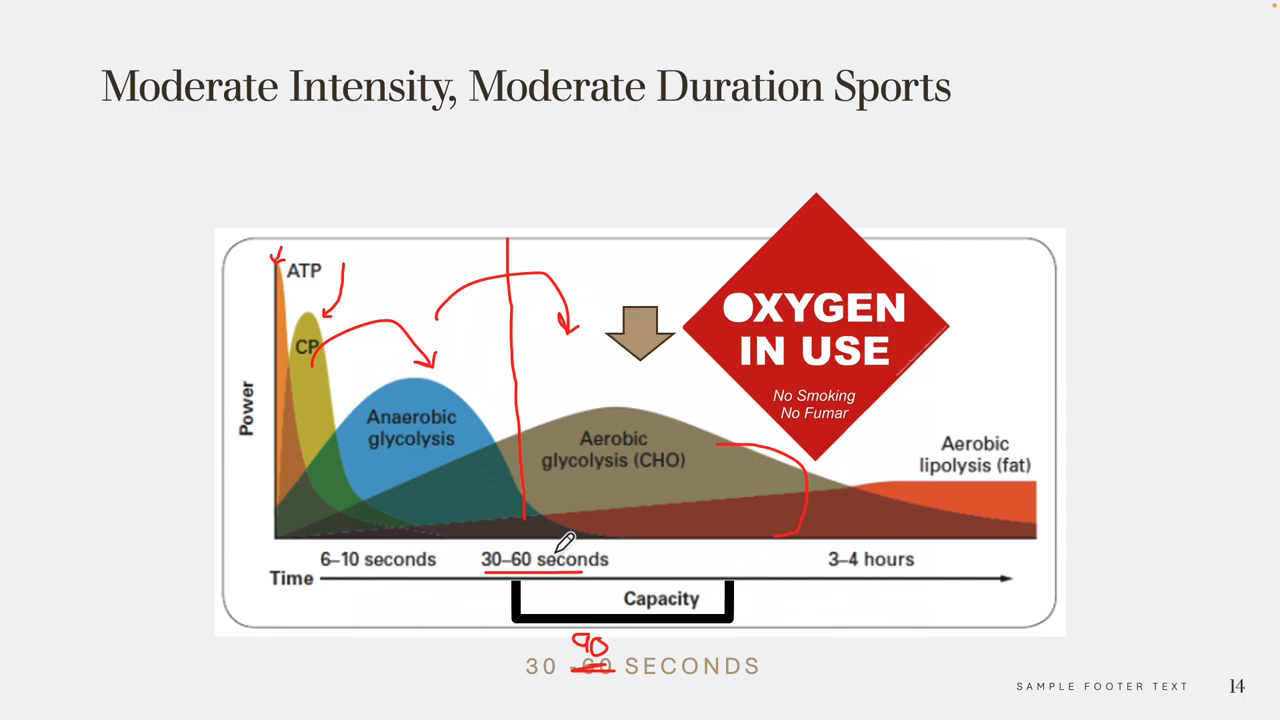 Moderate Intensity, Moderate Duration Sports
ATP
CP
OXYGEN
IN USE
No Smoking
No Fumar
Power
Anaerobic
glycolysis
Aerobic
glycolysis (CHO)
Aerobic
lipolysis (fat)
6–10 seconds
30–60 seconds
3–4 hours
Time
Capacity
90
30 -60 SECONDS
SAMPLE FOOTER TEXT
14